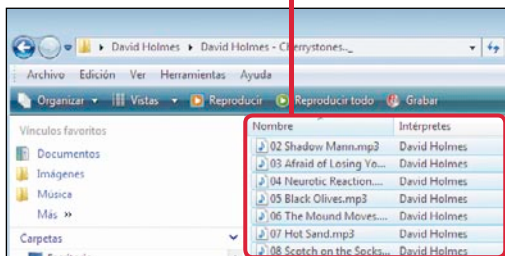 David Holmes ▸ David Holmes - Cherrystones..._
Archivo Edición Ver Herramientas Ayuda
Organizar Vistas Reproducir Reproducir todo Grabar
Vínculos favoritos
Documentos
Imágenes
Música
Más »
Carpetas
Nombre Intérpretes
02 Shadow Mann.mp3 David Holmes
03 Afraid of Losing Yo... David Holmes
04 Neurotic Reaction.... David Holmes
05 Black Olives.mp3 David Holmes
06 The Mound Moves.... David Holmes
07 Hot Sand.mp3 David Holmes
08 Scotch on the Socks... David Holmes